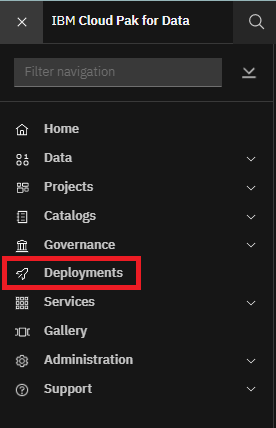 IBM Cloud Pak for Data
Filter navigation
Home
Data
Projects
Catalogs
Governance
Deployments
Services
Gallery
Administration
Support